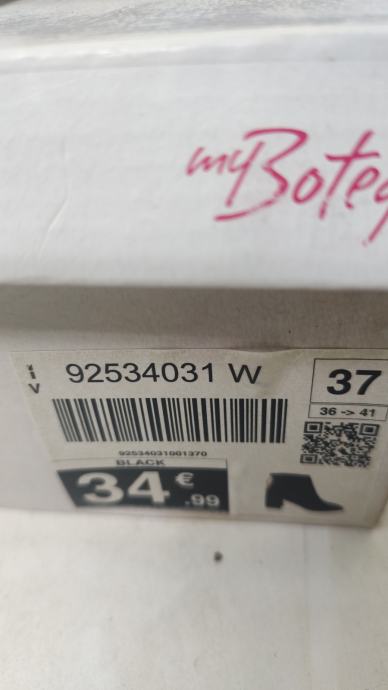 myBote
92534031 W
37
V
36 -> 41
92534031001370
BLACK
34€.99